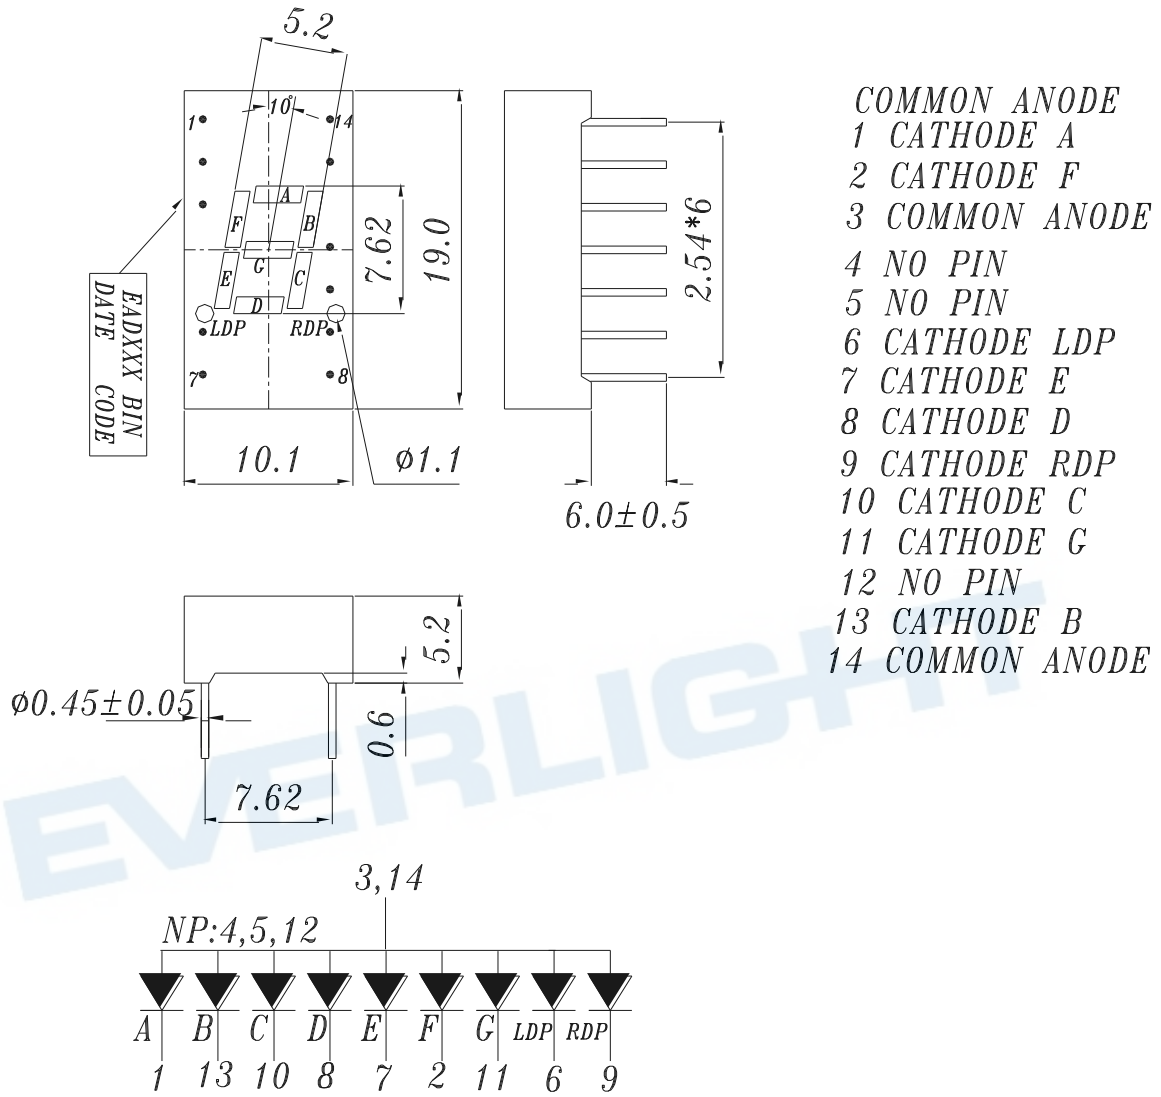 5.2
10°
1
14
A
F
B
G
E
C
D
LDP
RDP
7
8
7.62
19.0
10.1
ø1.1
EADXXX BIN
DATE CODE
2.54*6
6.0±0.5
COMMON ANODE
1 CATHODE A
2 CATHODE F
3 COMMON ANODE
4 NO PIN
5 NO PIN
6 CATHODE LDP
7 CATHODE E
8 CATHODE D
9 CATHODE RDP
10 CATHODE C
11 CATHODE G
12 NO PIN
13 CATHODE B
14 COMMON ANODE
5.2
ø0.45±0.05
0.6
7.62
EVERLIGHT
3,14
NP:4,5,12
A B C D E F G LDP RDP
1 13 10 8 7 2 11 6 9